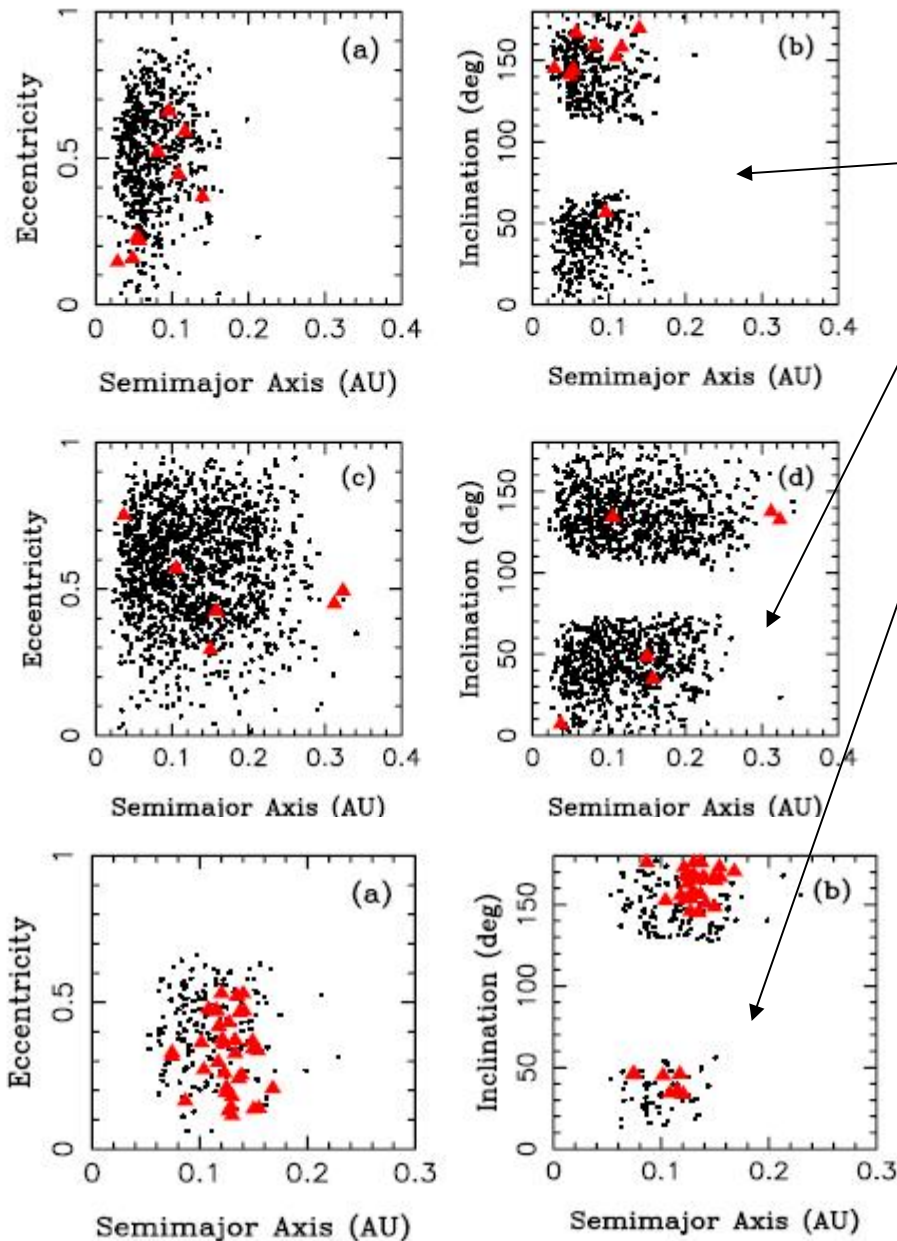 (a)
Eccentricity
1
0.5
0
0 0.1 0.2 0.3 0.4
Semimajor Axis (AU)
(b)
Inclination (deg)
150
100
50
0
0 0.1 0.2 0.3 0.4
Semimajor Axis (AU)
(c)
Eccentricity
1
0.5
0
0 0.1 0.2 0.3 0.4
Semimajor Axis (AU)
(d)
Inclination (deg)
150
100
50
0
0 0.1 0.2 0.3 0.4
Semimajor Axis (AU)
(a)
Eccentricity
1
0.5
0
0 0.1 0.2 0.3
Semimajor Axis (AU)
(b)
Inclination (deg)
150
100
50
0
0 0.1 0.2 0.3
Semimajor Axis (AU)